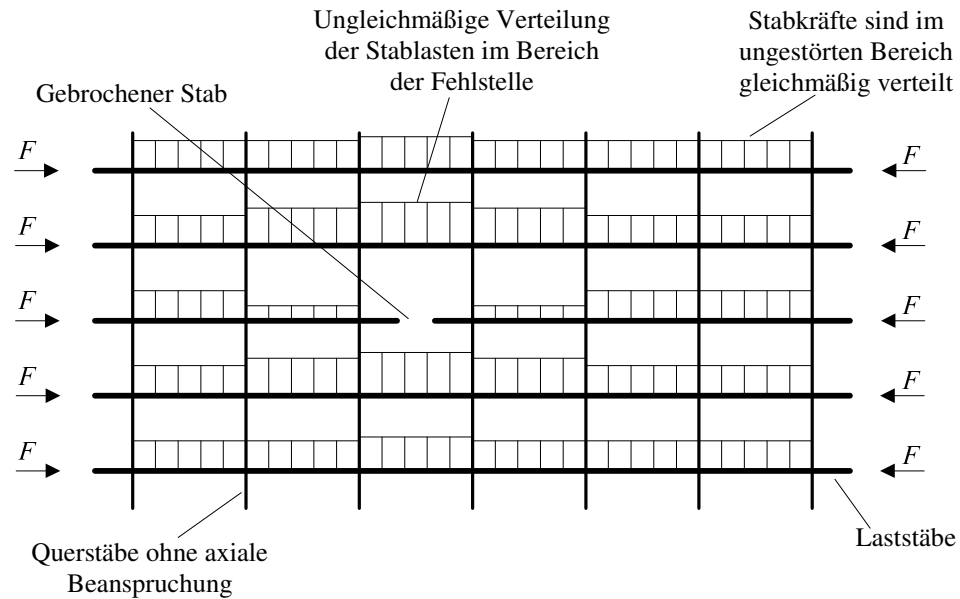 Ungleichmäßige Verteilung
der Stablasten im Bereich
der Fehlstelle
Stabkräfte sind im
ungestörten Bereich
gleichmäßig verteilt
Gebrochener Stab
F
F
F
F
F
F
F
F
F
F
Laststäbe
Querstäbe ohne axiale
Beanspruchung